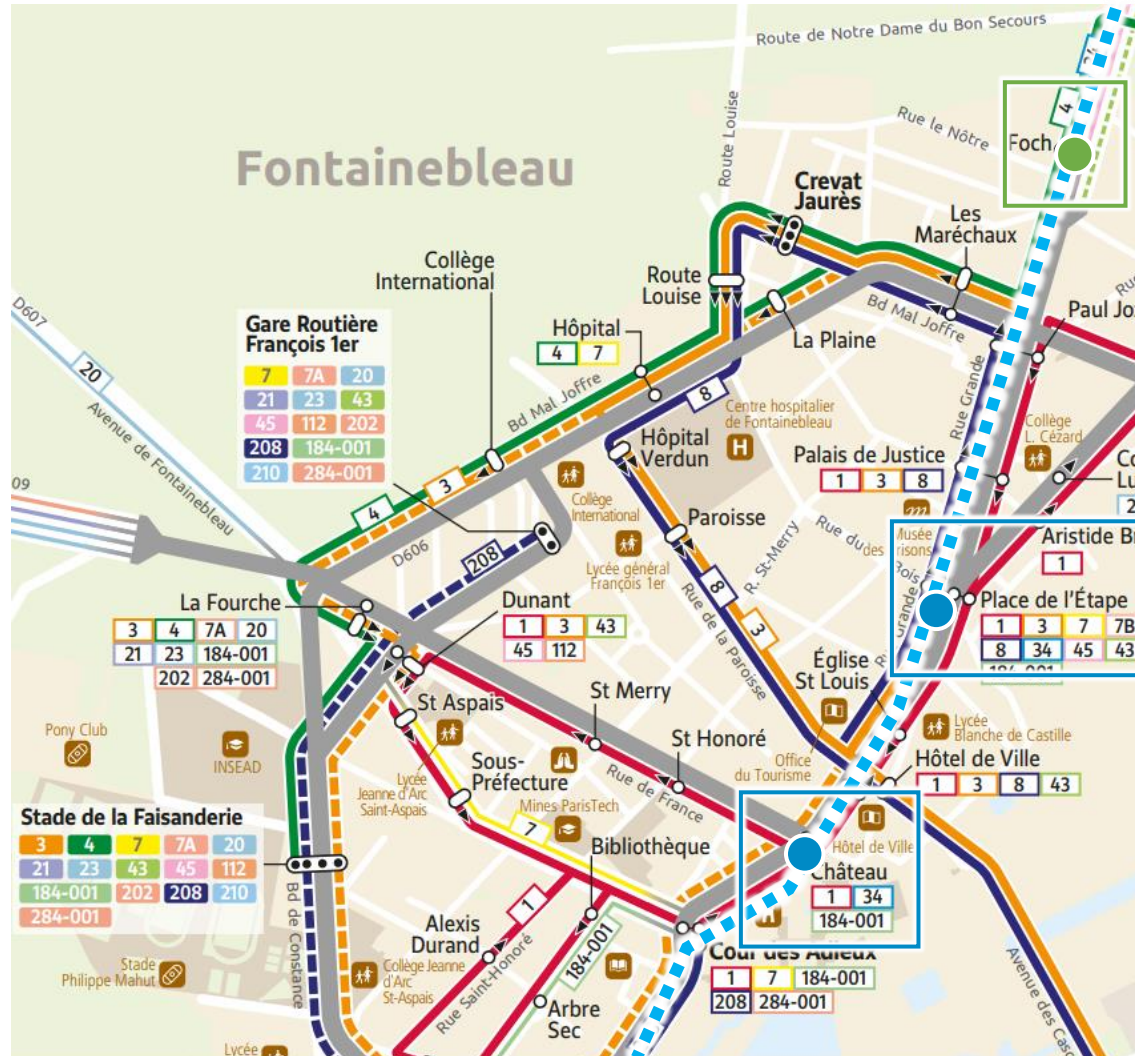 Route de Notre Dame du Bon Secours
4
Rue le Nôtre
Foch
Fontainebleau
Route Louise
Crevat
Jaurès
Les
Maréchaux
Collège
International
Route
Louise
Bd Mal Joffre
D607
20
Avenue de Fontainebleau
Gare Routière
François 1er
7 7A 20
21 23 43
45 112 202
208 184-001
210 284-001
Hôpital
4 7
La Plaine
Bd Mal Joffre
8
Centre hospitalier
de Fontainebleau
H
Rue Grande
Collège
L. Cézard
Hôpital
Verdun
Palais de Justice
1 3 8
4
3
Collège
International
Lycée général
François 1er
Paroisse
R. St-Merry
Musée
D606
208
Aristide
1
La Fourche
3 4 7A 20
21 23 184-001
202 284-001
Dunant
1 3 43
45 112
8
3
Rue de la Paroisse
Place de l'Étape
1 3 7 7B
8 34 45 43
184-001
Église
St Louis
St Merry
St Aspais
Lycée
Blanche de Castille
Pony Club
INSEAD
Lycée
Jeanne d'Arc
Saint-Aspais
Sous-
Préfecture
St Honoré
Rue de France
Office
du Tourisme
Hôtel de Ville
1 3 8 43
Mines ParisTech
7
Stade de la Faisanderie
3 4 7 7A 20
21 23 43 45 112
184-001 202 208 210
284-001
Bibliothèque
Hôtel de Ville
Château
1 34
184-001
Bd de Constance
Alexis
Durand
1
184-001
Rue Saint-Honoré
Cour des Adieux
1 7 184-001
208 284-001
Stade
Philippe Mahut
Collège Jeanne
d'Arc
St-Aspais
Arbre
Sec
Lycée